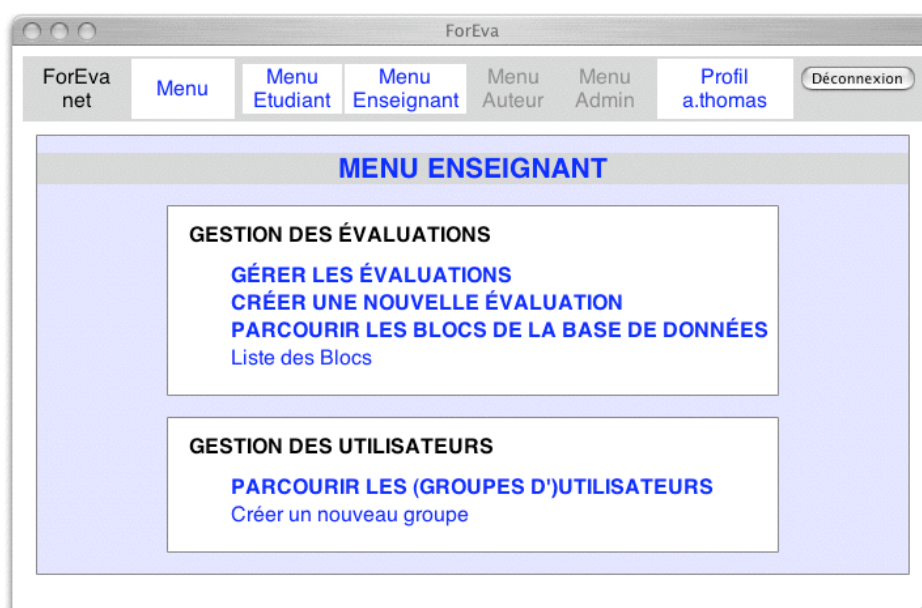 ForEva
ForEva net
Menu
Menu Etudiant
Menu Enseignant
Menu Auteur
Menu Admin
Profil a.thomas
Déconnexion
MENU ENSEIGNANT
GESTION DES ÉVALUATIONS
GÉRER LES ÉVALUATIONS
CRÉER UNE NOUVELLE ÉVALUATION
PARCOURIR LES BLOCS DE LA BASE DE DONNÉES
Liste des Blocs
GESTION DES UTILISATEURS
PARCOURIR LES (GROUPES D')UTILISATEURS
Créer un nouveau groupe